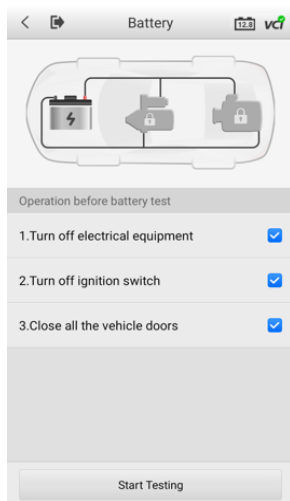 Battery
12.8
VCI
Operation before battery test
1.Turn off electrical equipment
2.Turn off ignition switch
3.Close all the vehicle doors
Start Testing